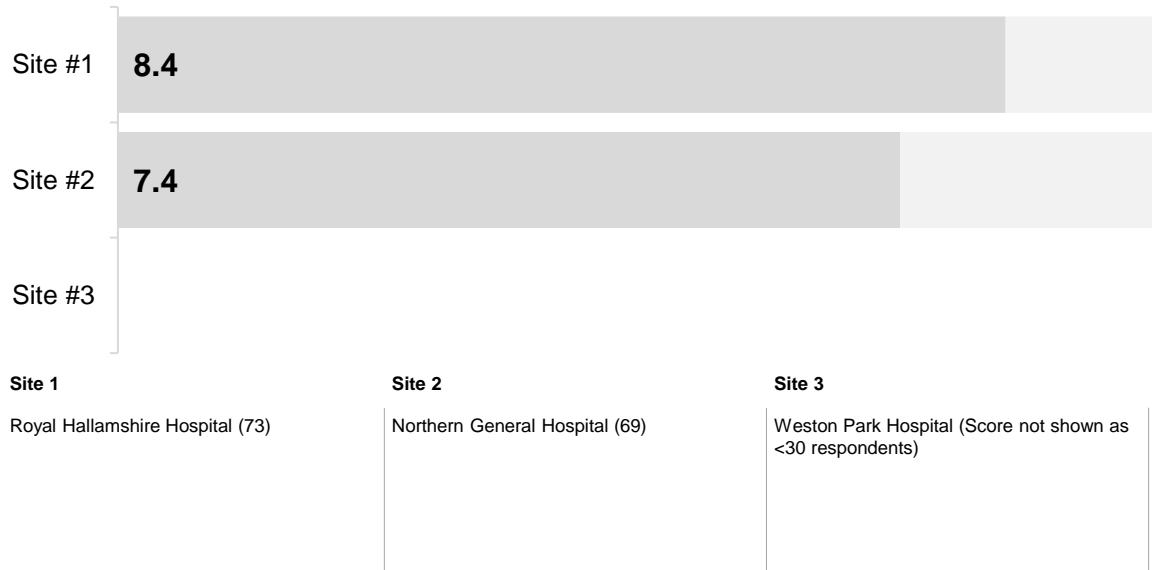 Site #1
8.4
Site #2
7.4
Site #3
Site 1
Royal Hallamshire Hospital (73)
Site 2
Northern General Hospital (69)
Site 3
Weston Park Hospital (Score not shown as
<30 respondents)